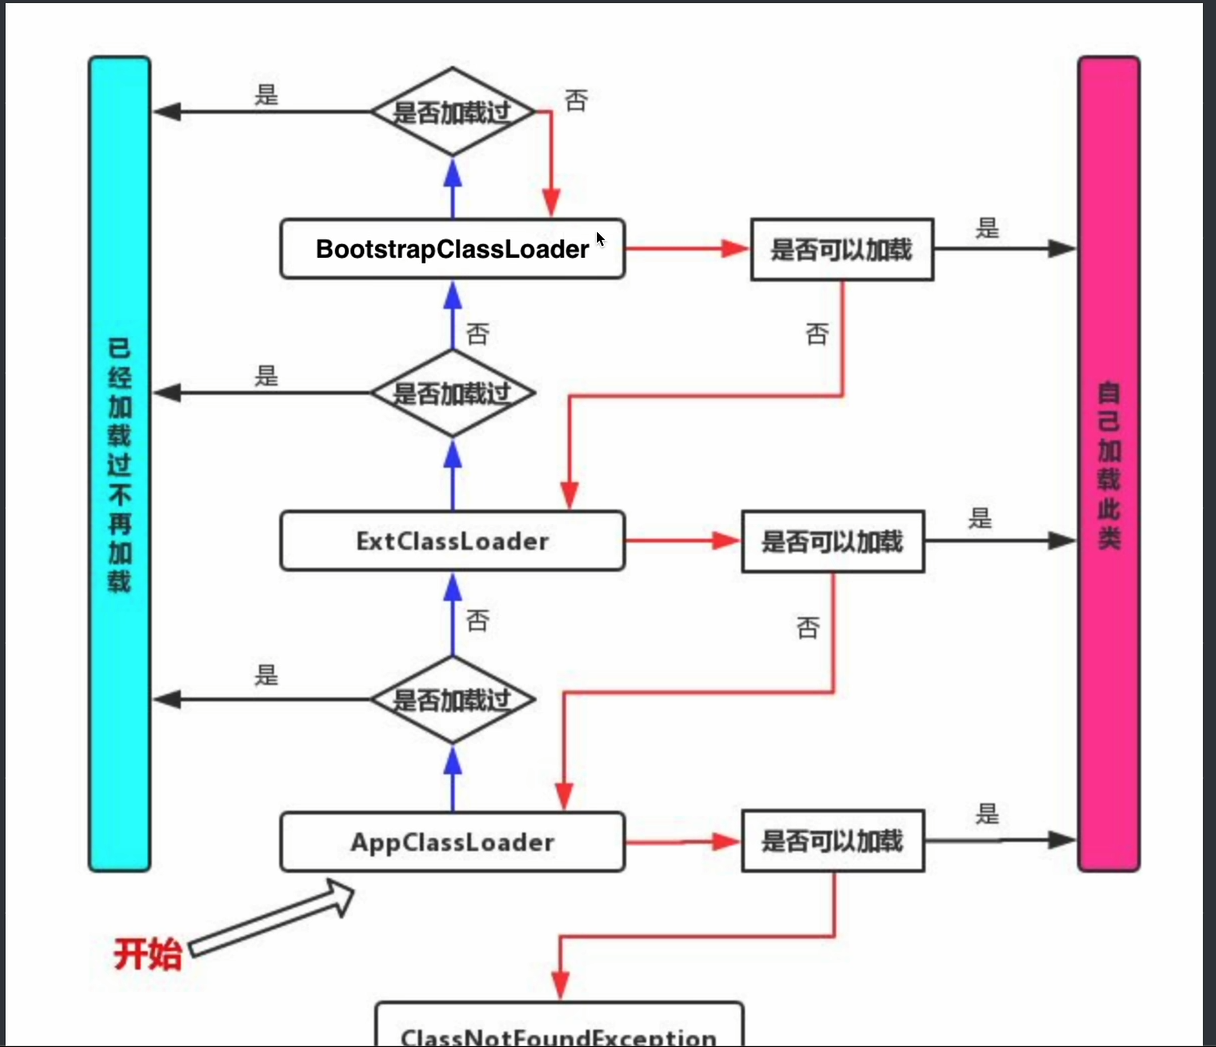 是
是否加载过
否
BootstrapClassLoader
是否可以加载
是
否
否
是
是否加载过
已经加载过不再加载
自己加载此类
ExtClassLoader
是否可以加载
是
否
否
是
是否加载过
AppClassLoader
是否可以加载
是
开始
ClassNotFoundException